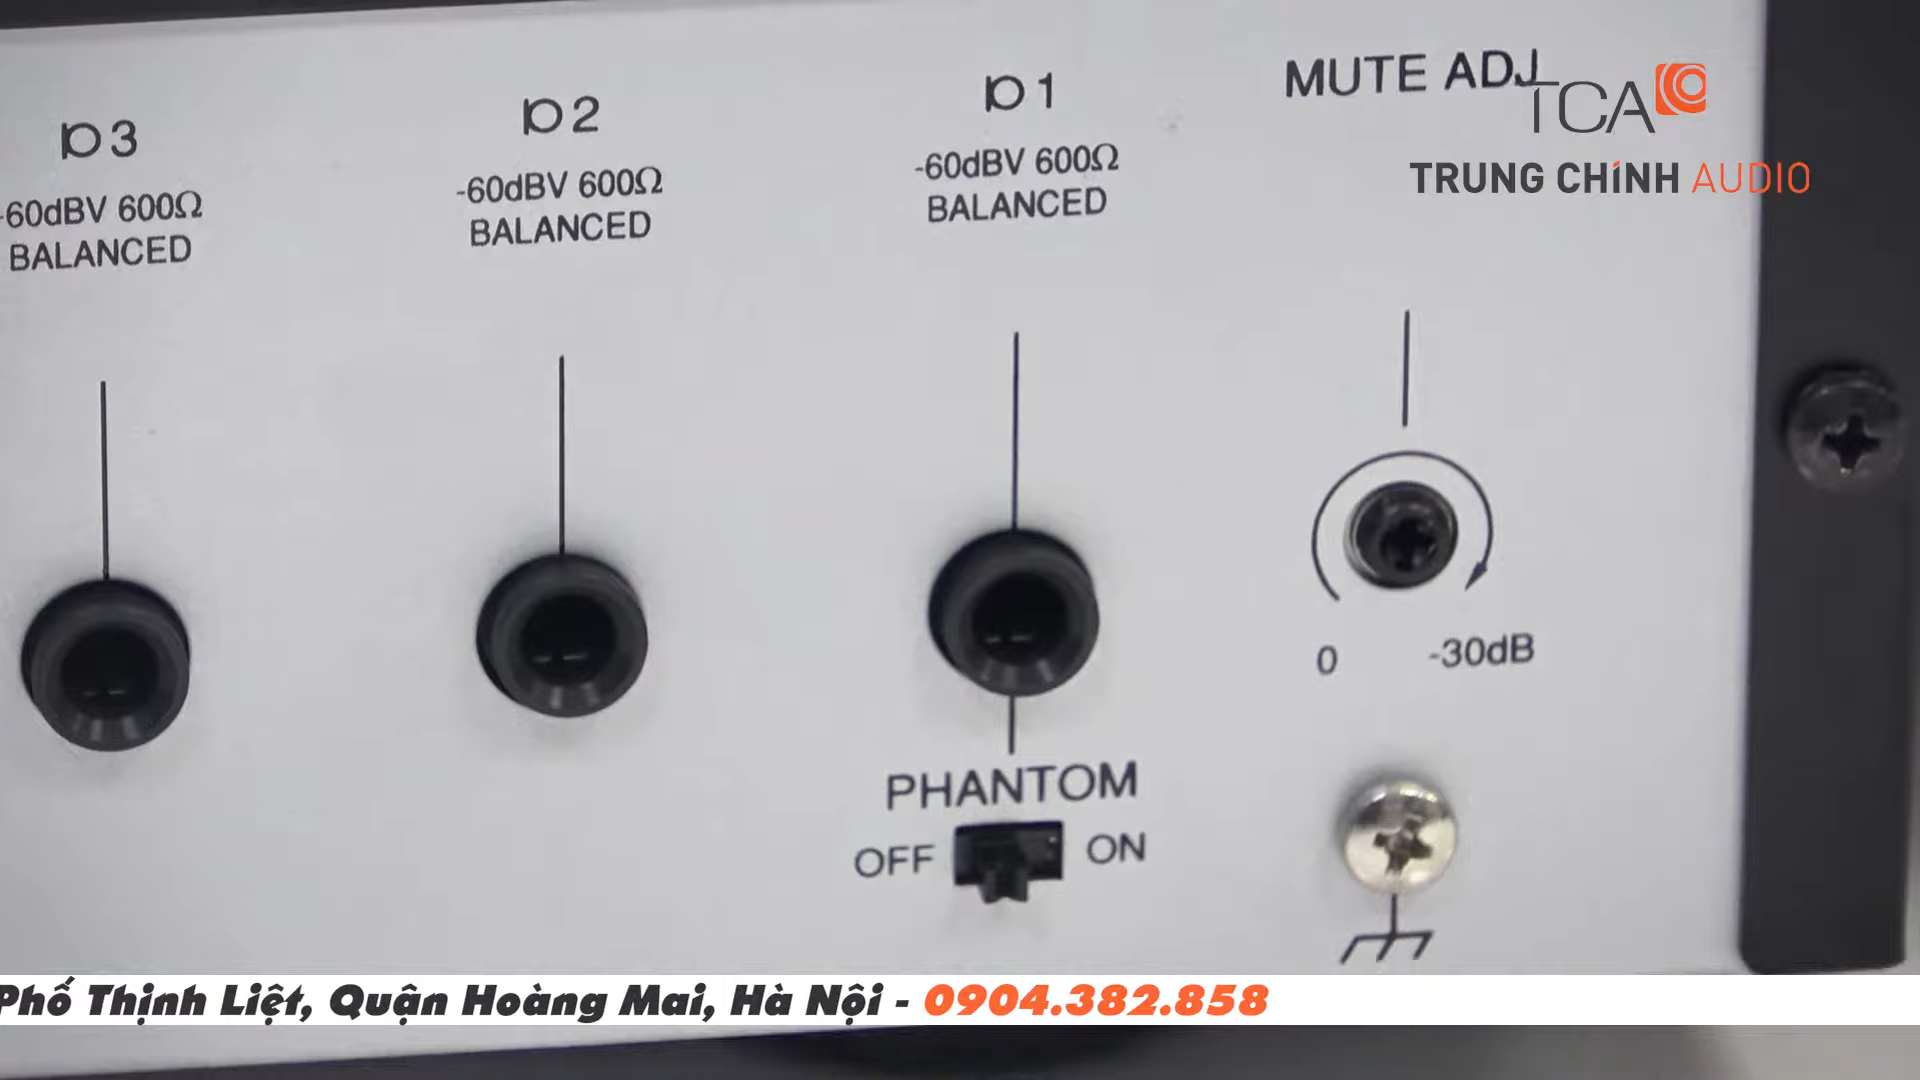 3
-60dBV 600Ω
BALANCED
2
-60dBV 600Ω
BALANCED
1
-60dBV 600Ω
BALANCED
MUTE ADJ
TCA
TRUNG CHÍNH AUDIO
0
-30dB
PHANTOM
OFF
ON
Phố Thịnh Liệt, Quận Hoàng Mai, Hà Nội - 0904.382.858